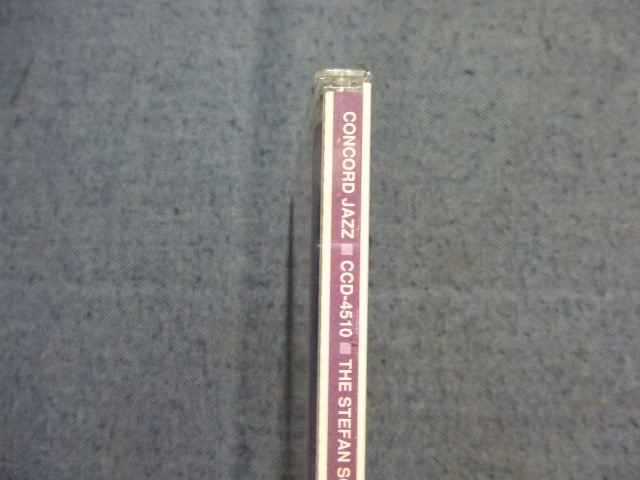 CONCORD JAZZ ■ CCD-4510 ■ THE STEFAN